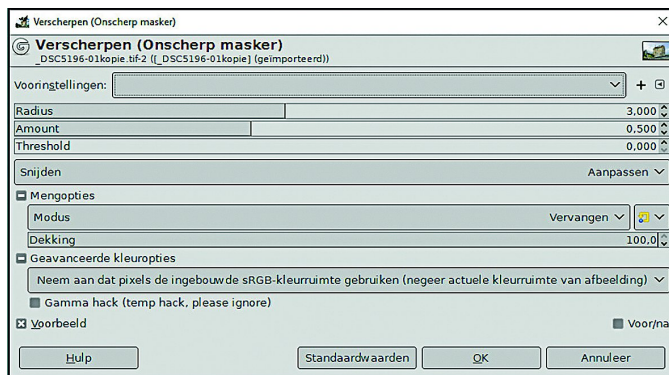 Verscherpen (Onscherp masker)
Verscherpen (Onscherp masker)
_DSC5196-01kopie.tif-2 ([_DSC5196-01kopie] (geïmporteerd))
Voorinstellingen:
Radius 3,000
Amount 0,500
Threshold 0,000
Snijden Aanpassen
Mengopties
Modus Vervangen
Dekking 100,0
Geavanceerde kleuropties
Neem aan dat pixels de ingebouwde sRGB-kleurruimte gebruiken (negeer actuele kleurruimte van afbeelding)
Gamma hack (temp hack, please ignore)
Voorbeeld Voor/na
Hulp Standaardwaarden OK Annuleer